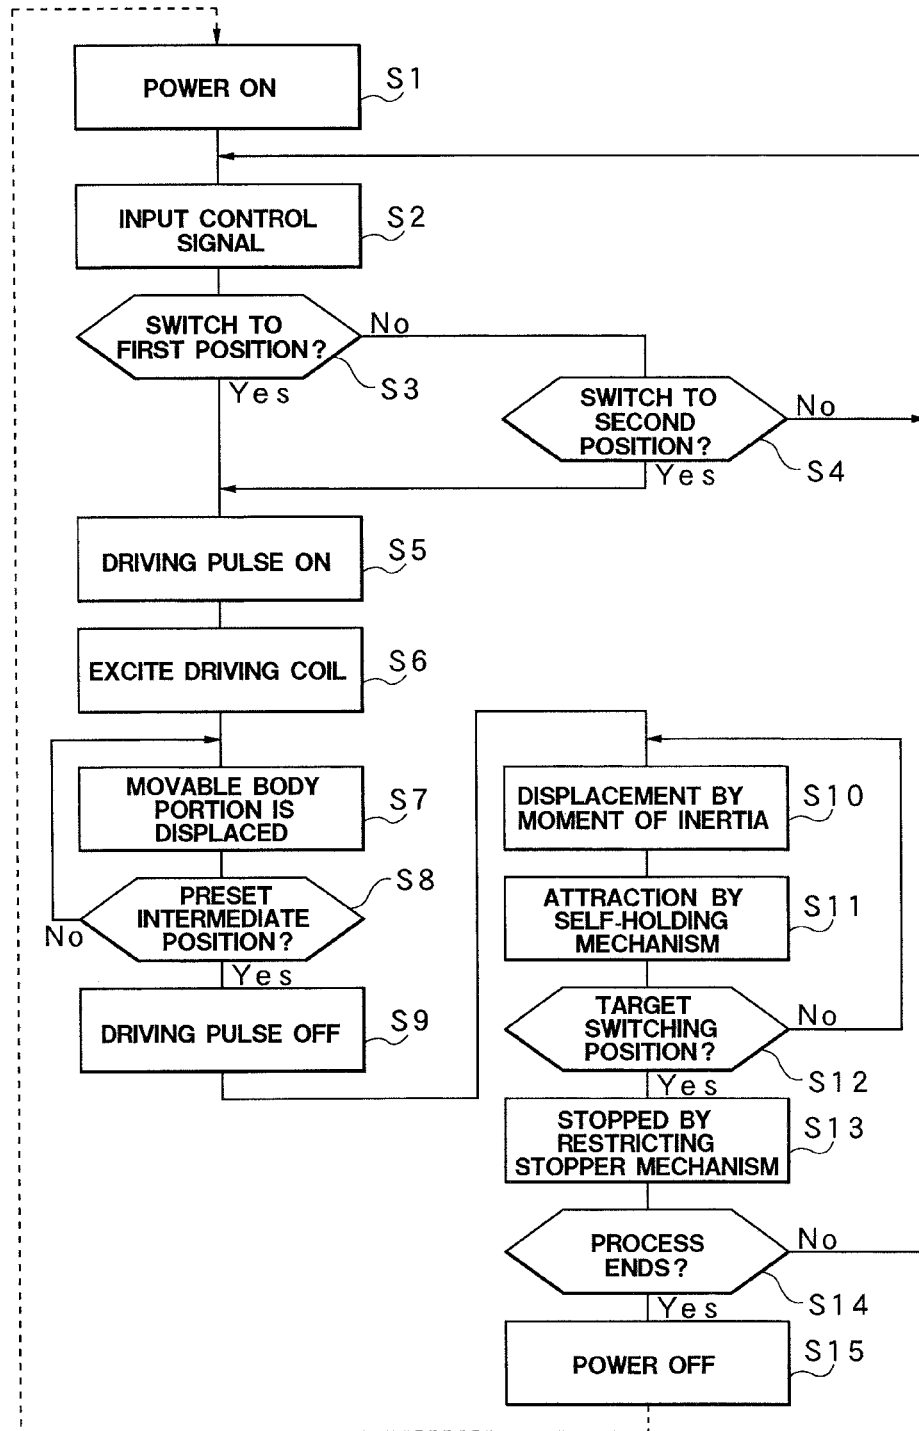 POWER ON
S1
INPUT CONTROL
SIGNAL
S2
SWITCH TO
FIRST POSITION?
No
Yes
S3
SWITCH TO
SECOND
POSITION?
No
Yes
S4
DRIVING PULSE ON
S5
EXCITE DRIVING COIL
S6
MOVABLE BODY
PORTION IS
DISPLACED
S7
PRESET
INTERMEDIATE
POSITION?
S8
No
Yes
DRIVING PULSE OFF
S9
DISPLACEMENT BY
MOMENT OF INERTIA
S10
ATTRACTION BY
SELF-HOLDING
MECHANISM
S11
TARGET
SWITCHING
POSITION?
No
Yes
S12
STOPPED BY
RESTRICTING
STOPPER MECHANISM
S13
PROCESS
ENDS?
No
Yes
S14
POWER OFF
S15